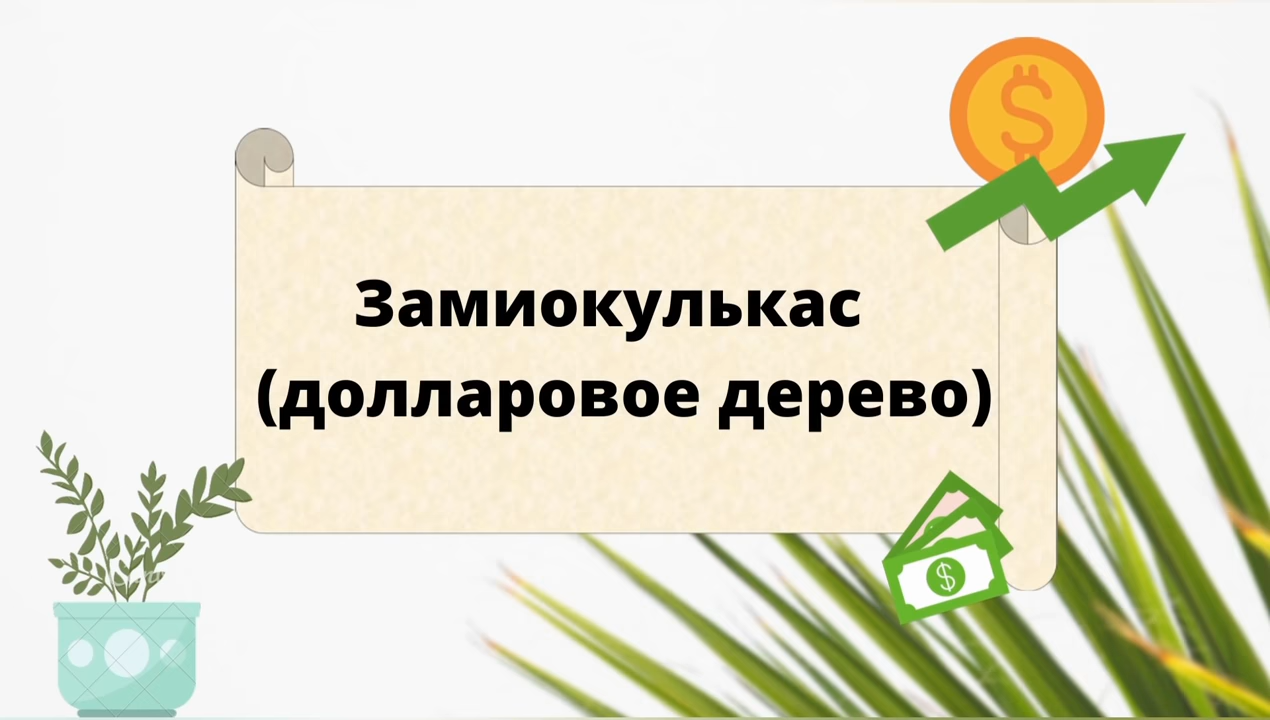 Замиокулькас
(долларовое дерево)